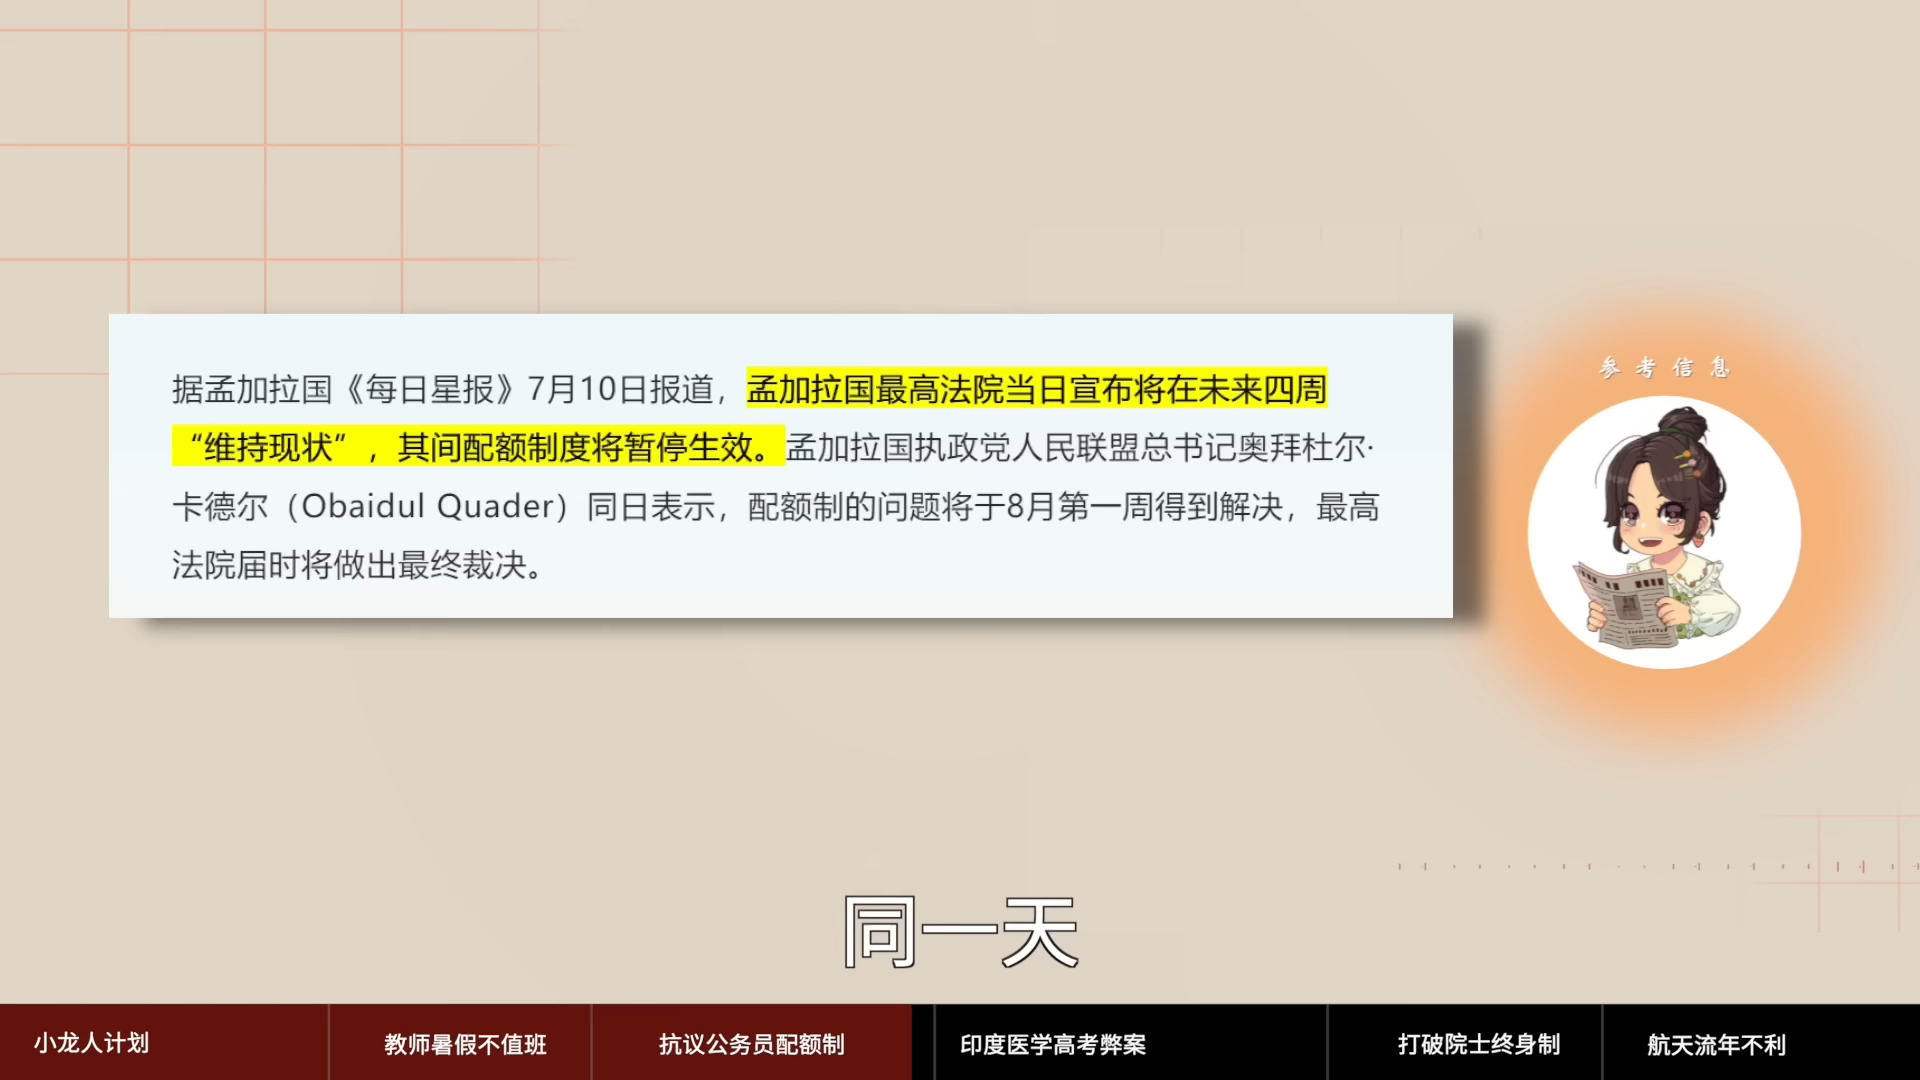 据孟加拉国《每日星报》7月10日报道，孟加拉国最高法院当日宣布将在未来四周
“维持现状”，其间配额制度将暂停生效。孟加拉国执政党人民联盟总书记奥拜杜尔·
卡德尔（Obaidul Quader）同日表示，配额制的问题将于8月第一周得到解决，最高
法院届时将做出最终裁决。
参考信息
同一天
小龙人计划
教师暑假不值班
抗议公务员配额制
印度医学高考弊案
打破院士终身制
航天流年不利